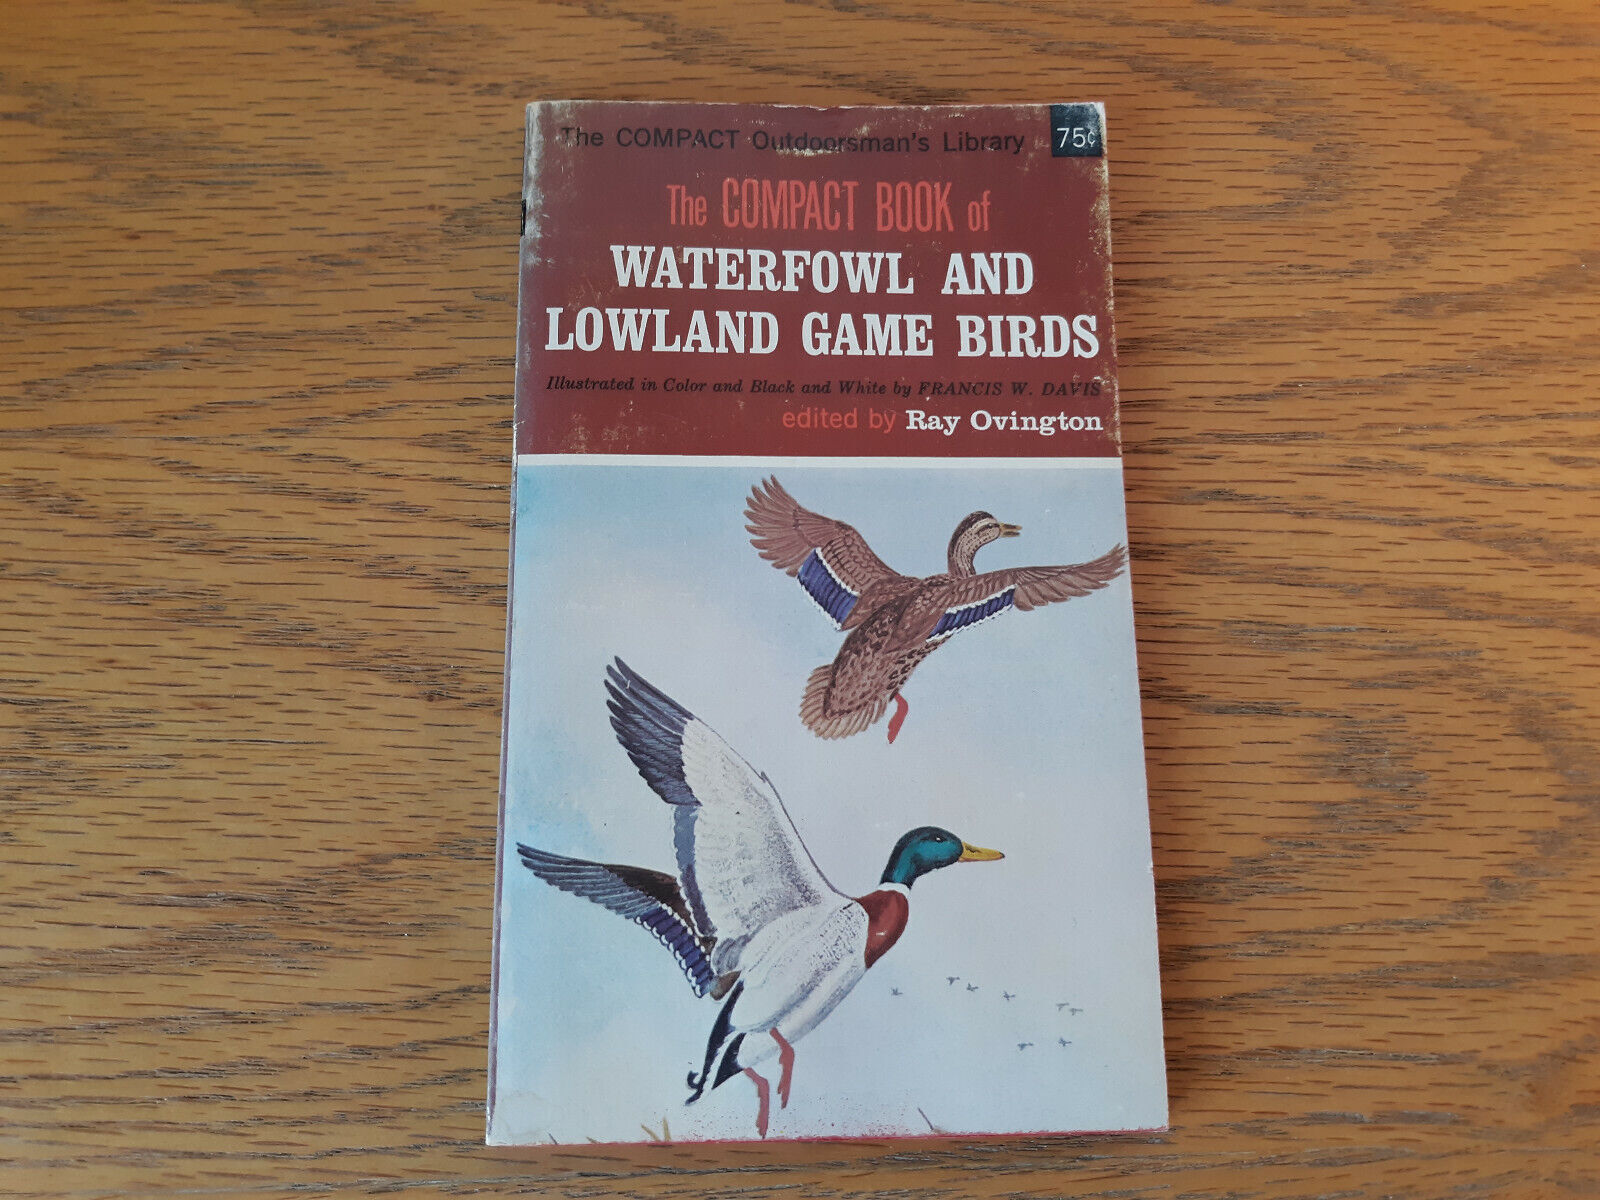 The COMPACT Outdoorsman's Library 75¢
The COMPACT BOOK of
WATERFOWL AND
LOWLAND GAME BIRDS
Illustrated in Color and Black and White by FRANCIS W. DAVIS
edited by Ray Ovington